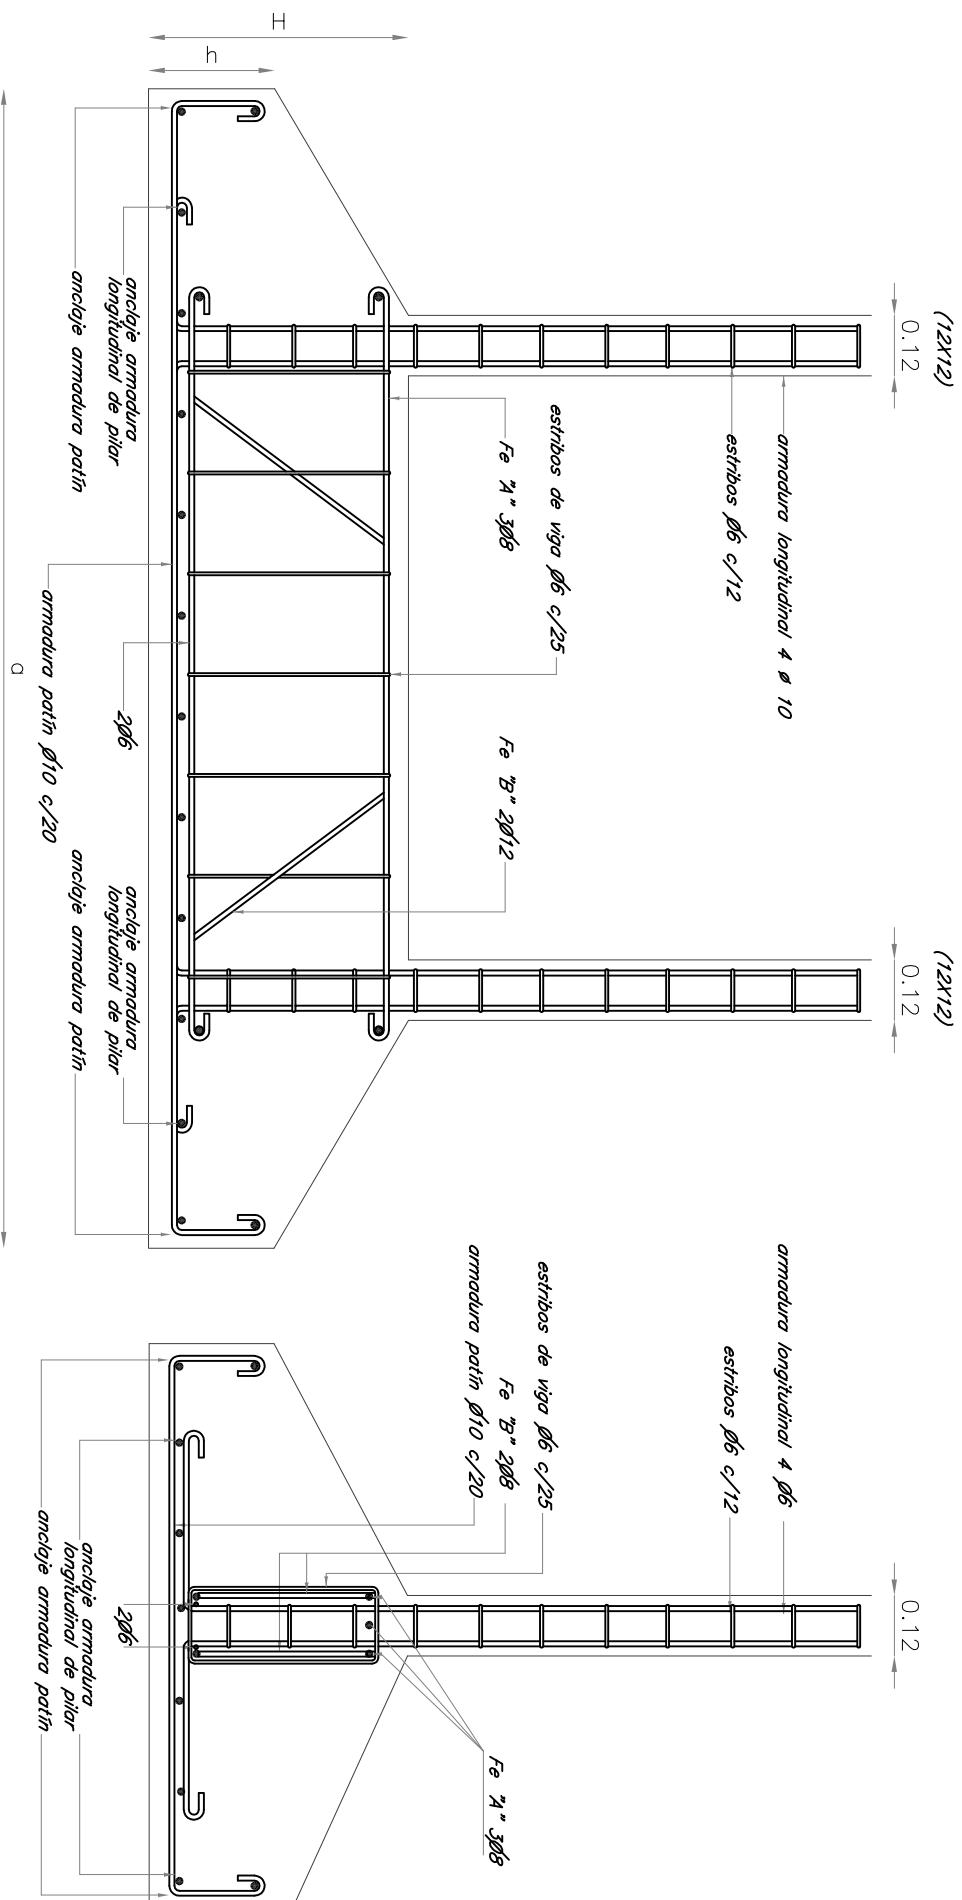 (12X12)
0.12
armadura longitudinal 4 ø 10
estribos Ø6 c/12
estribos de viga Ø6 c/25
Fe "A" 3Ø8
Fe "B" 2Ø12
(12X12)
0.12
H
h
anclaje armadura
longitudinal de pilar
anclaje armadura patín
2Ø6
armadura patín Ø10 c/20
anclaje armadura
longitudinal de pilar
anclaje armadura patín
a
0.12
armadura longitudinal 4 Ø6
estribos Ø6 c/12
estribos de viga Ø6 c/25
Fe "B" 2Ø8
armadura patín Ø10 c/20
Fe "A" 3Ø8
2Ø6
anclaje armadura
longitudinal de pilar
anclaje armadura patín